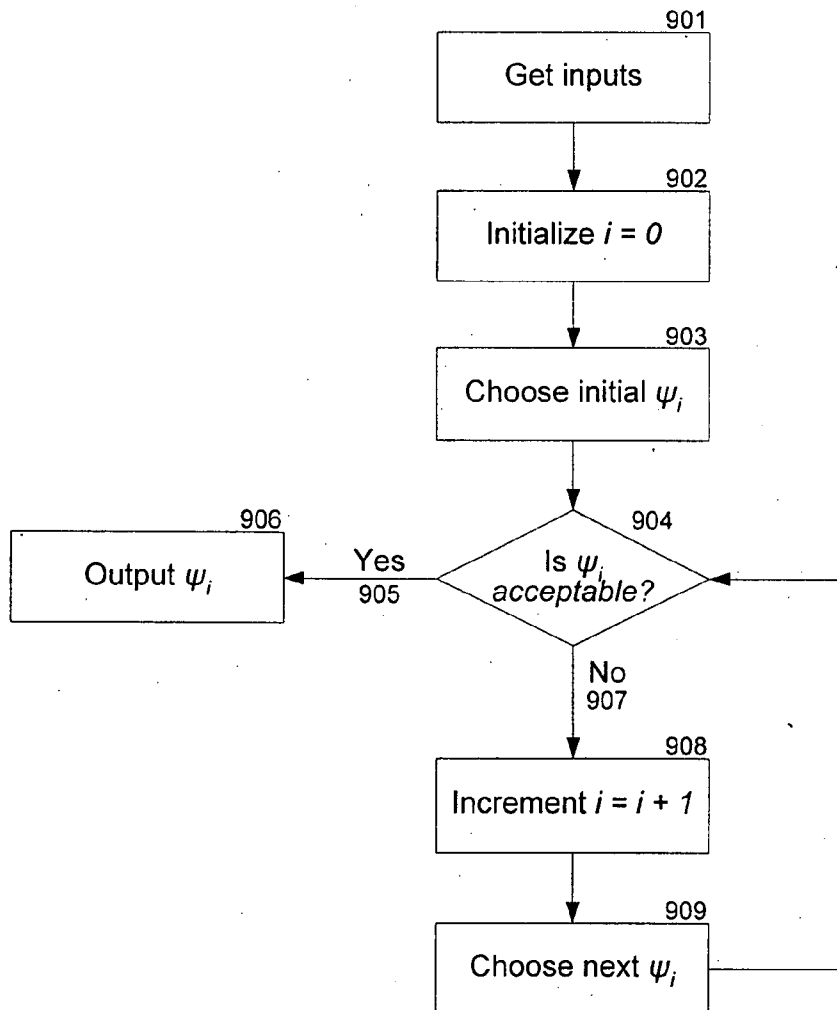 901
Get inputs
902
Initialize i = 0
903
Choose initial ψi
904
Is ψi
acceptable?
Yes
905
906
Output ψi
No
907
908
Increment i = i + 1
909
Choose next ψi